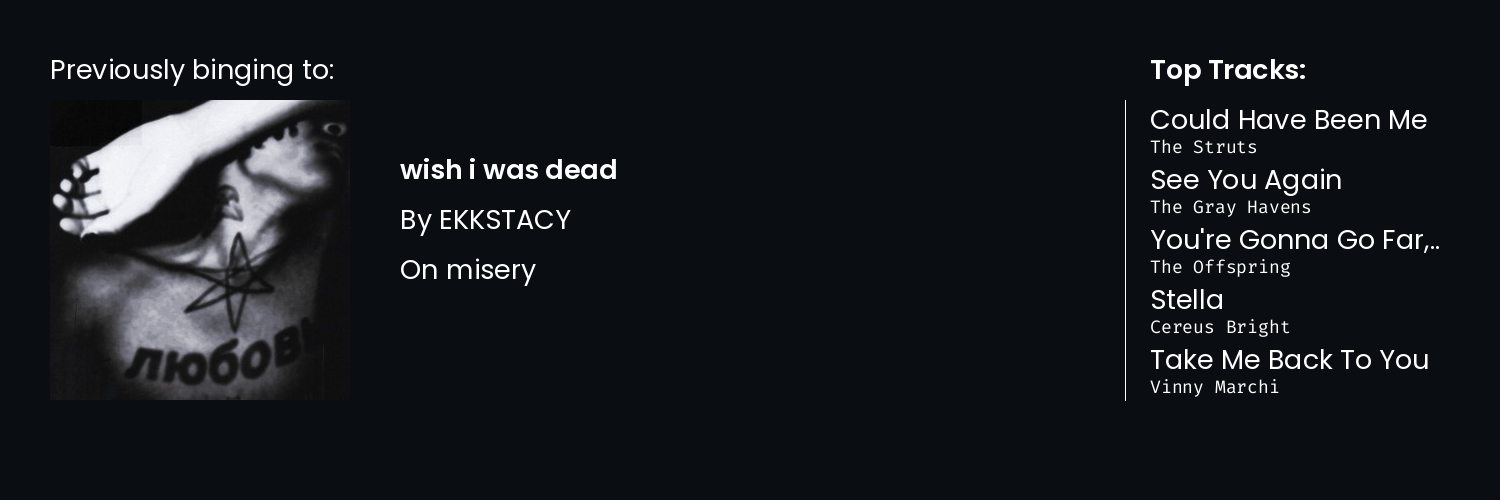 Previously binging to:
любовь
wish i was dead
By EKKSTACY
On misery
Top Tracks:
Could Have Been Me
The Struts
See You Again
The Gray Havens
You're Gonna Go Far,..
The Offspring
Stella
Cereus Bright
Take Me Back To You
Vinny Marchi